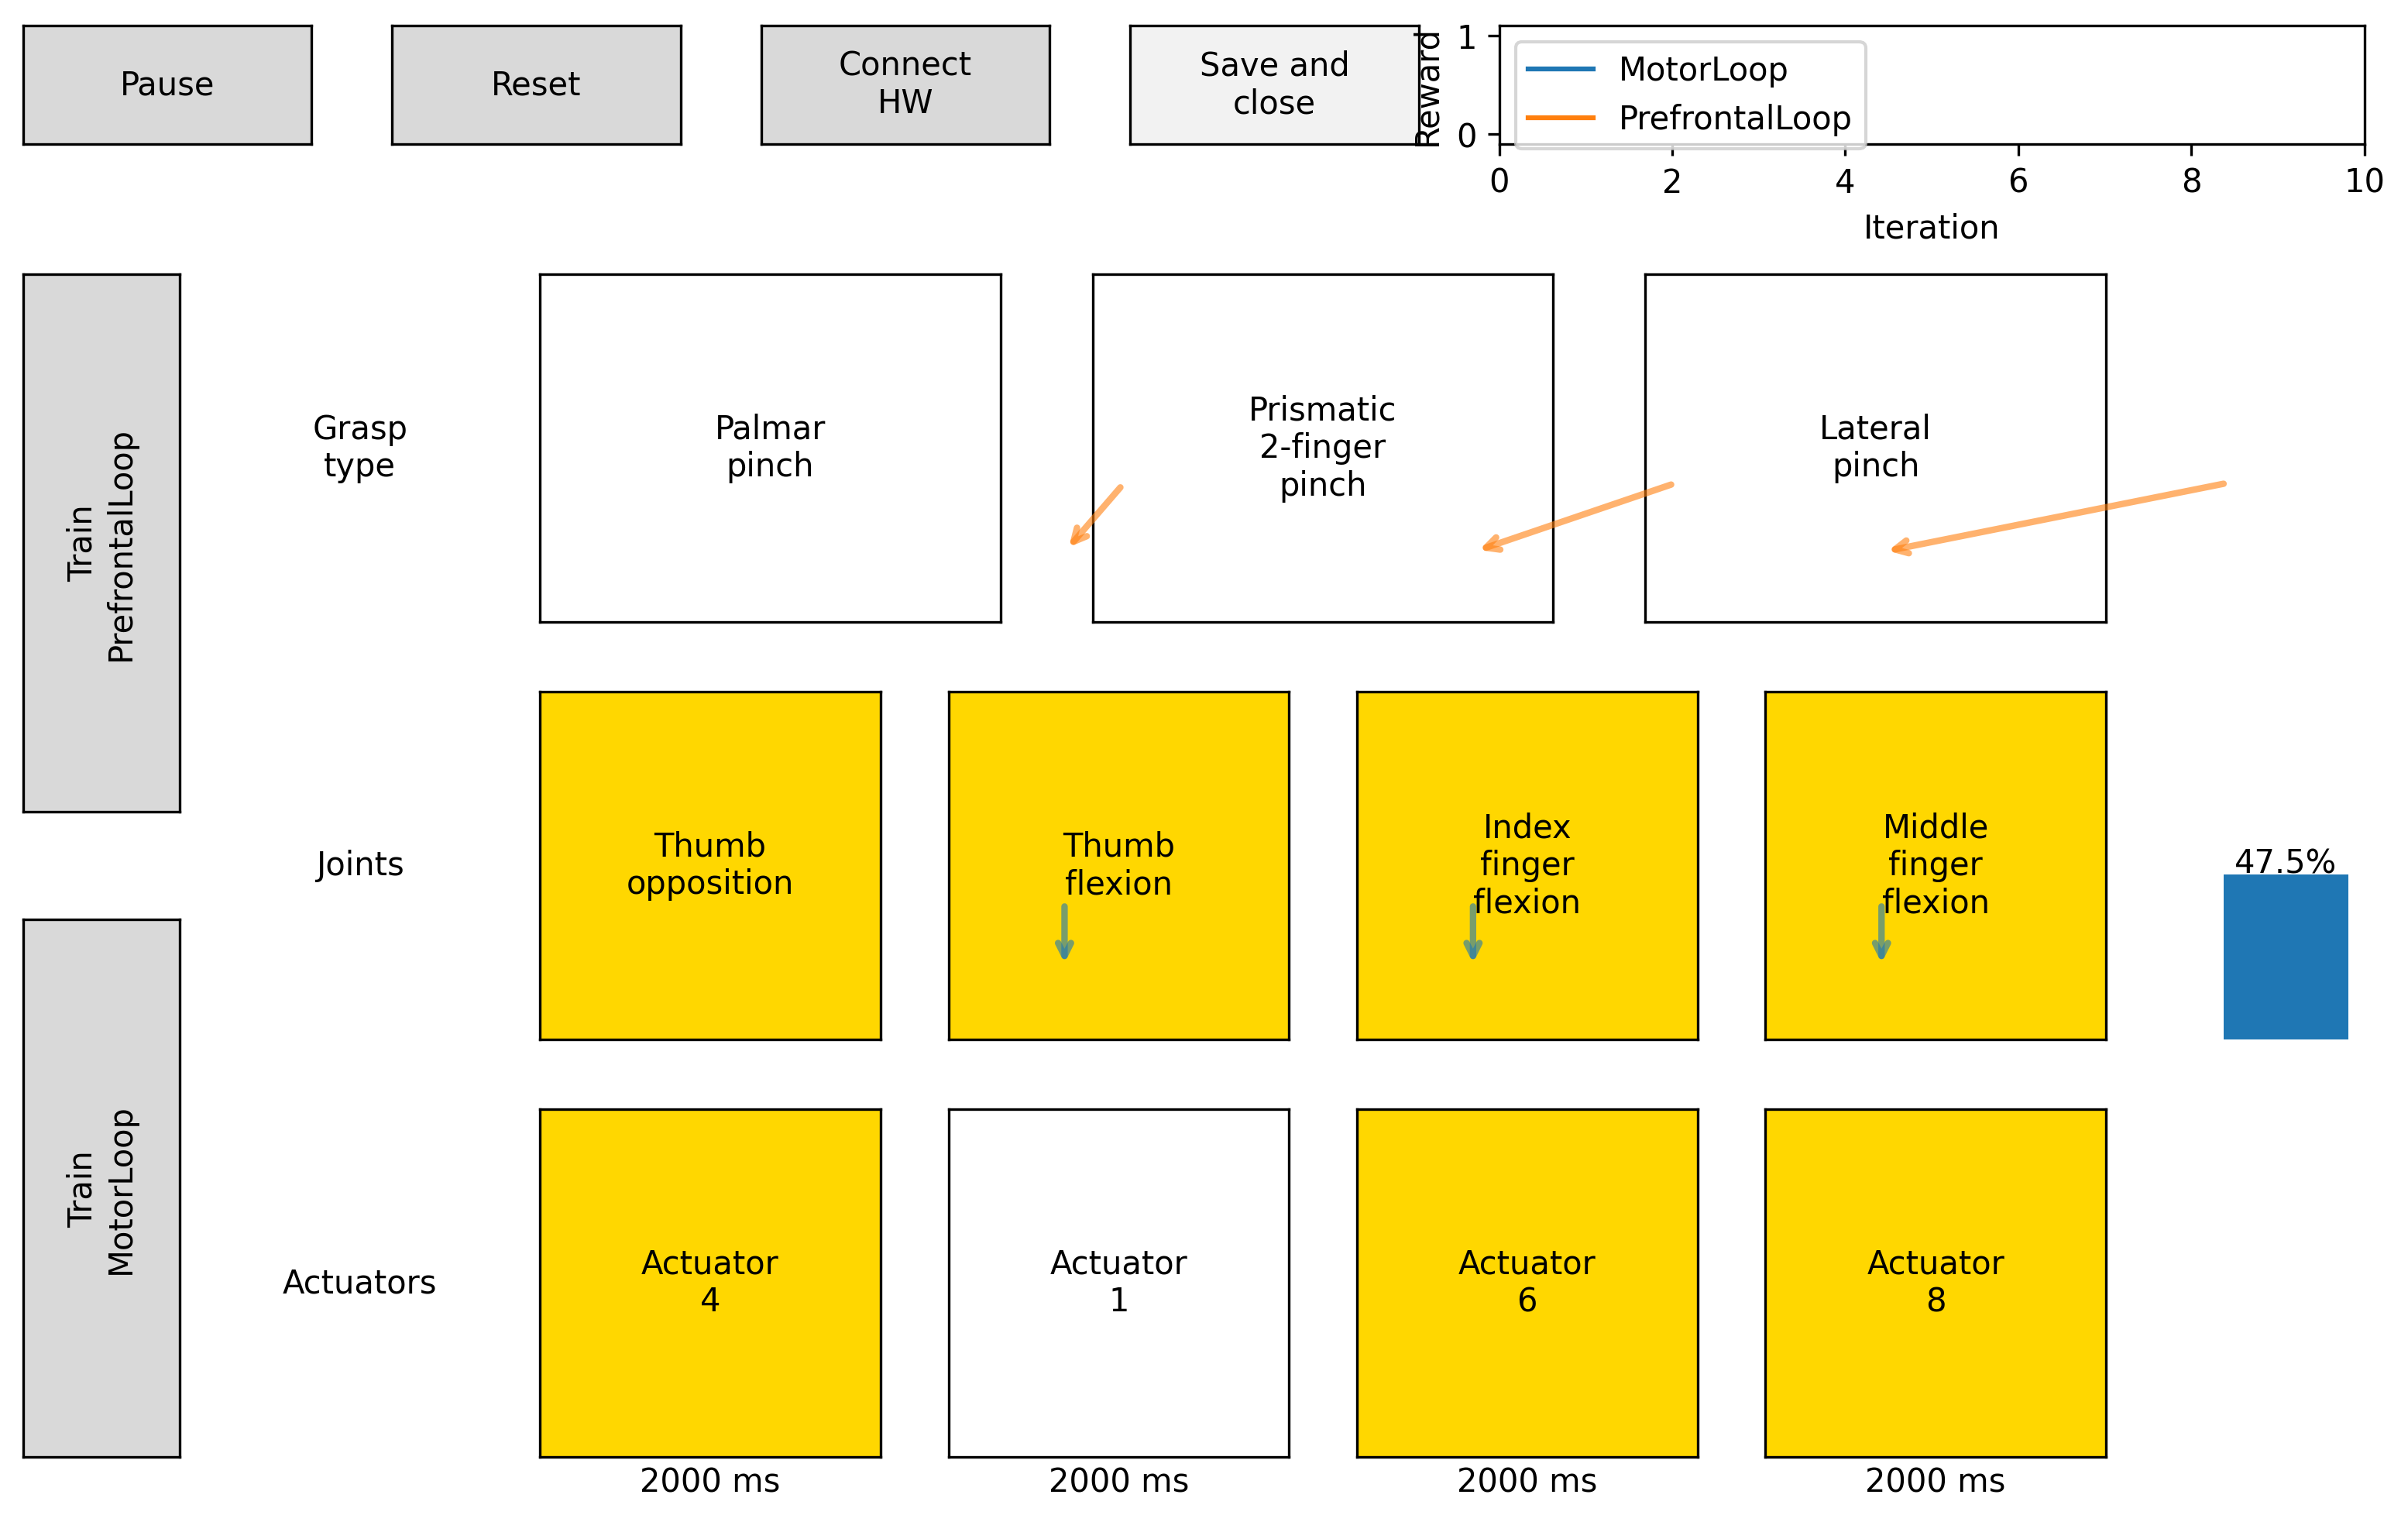 Pause
Reset
Connect
HW
Save and
close
Reward
1
0
MotorLoop
PrefrontalLoop
0 2 4 6 8 10
Iteration
Train
PrefrontalLoop
Grasp
type
Palmar
pinch
Prismatic
2-finger
pinch
Lateral
pinch
Joints
Thumb
opposition
Thumb
flexion
Index
finger
flexion
Middle
finger
flexion
47.5%
Train
MotorLoop
Actuators
Actuator
4
Actuator
1
Actuator
6
Actuator
8
2000 ms
2000 ms
2000 ms
2000 ms